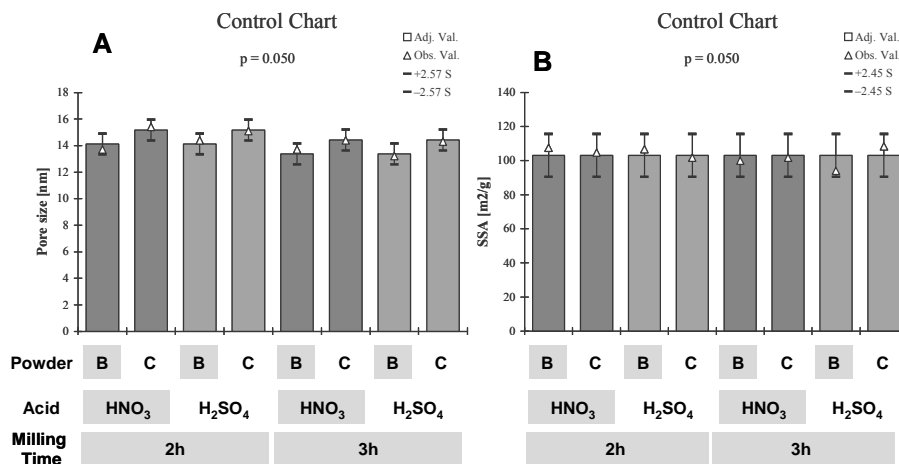 Control Chart
A
p = 0.050
Adj. Val.
Obs. Val.
+2.57 S
−2.57 S
Pore size [nm]
18
16
14
12
10
8
6
4
2
0
Control Chart
B
p = 0.050
Adj. Val.
Obs. Val.
+2.45 S
−2.45 S
SSA [m2/g]
140
120
100
80
60
40
20
0
Powder B C B C B C B C B C B C B C B C
Acid HNO₃ H₂SO₄ HNO₃ H₂SO₄ HNO₃ H₂SO₄ HNO₃ H₂SO₄
Milling
Time 2h 3h 2h 3h